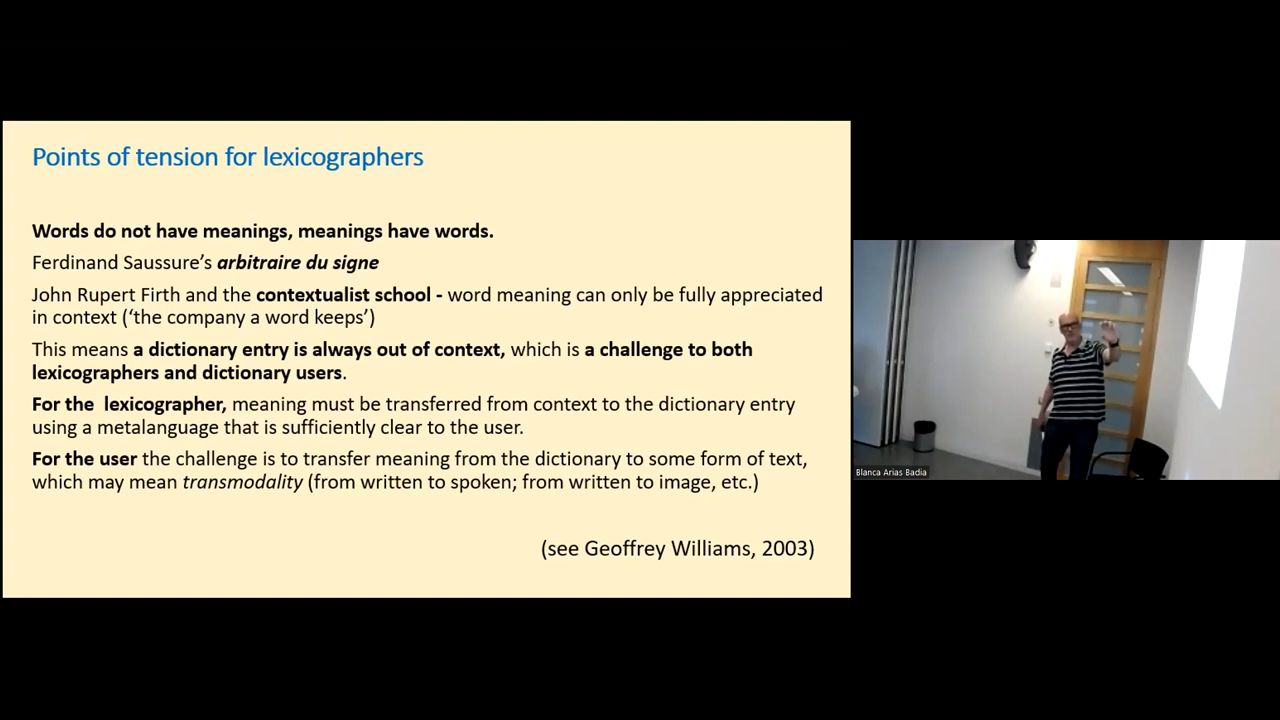 Points of tension for lexicographers
Words do not have meanings, meanings have words.
Ferdinand Saussure’s arbitraire du signe
John Rupert Firth and the contextualist school - word meaning can only be fully appreciated
in context (‘the company a word keeps’)
This means a dictionary entry is always out of context, which is a challenge to both
lexicographers and dictionary users.
For the  lexicographer, meaning must be transferred from context to the dictionary entry
using a metalanguage that is sufficiently clear to the user.
For the user the challenge is to transfer meaning from the dictionary to some form of text,
which may mean transmodality (from written to spoken; from written to image, etc.)
(see Geoffrey Williams, 2003)
Blanca Arias Badia